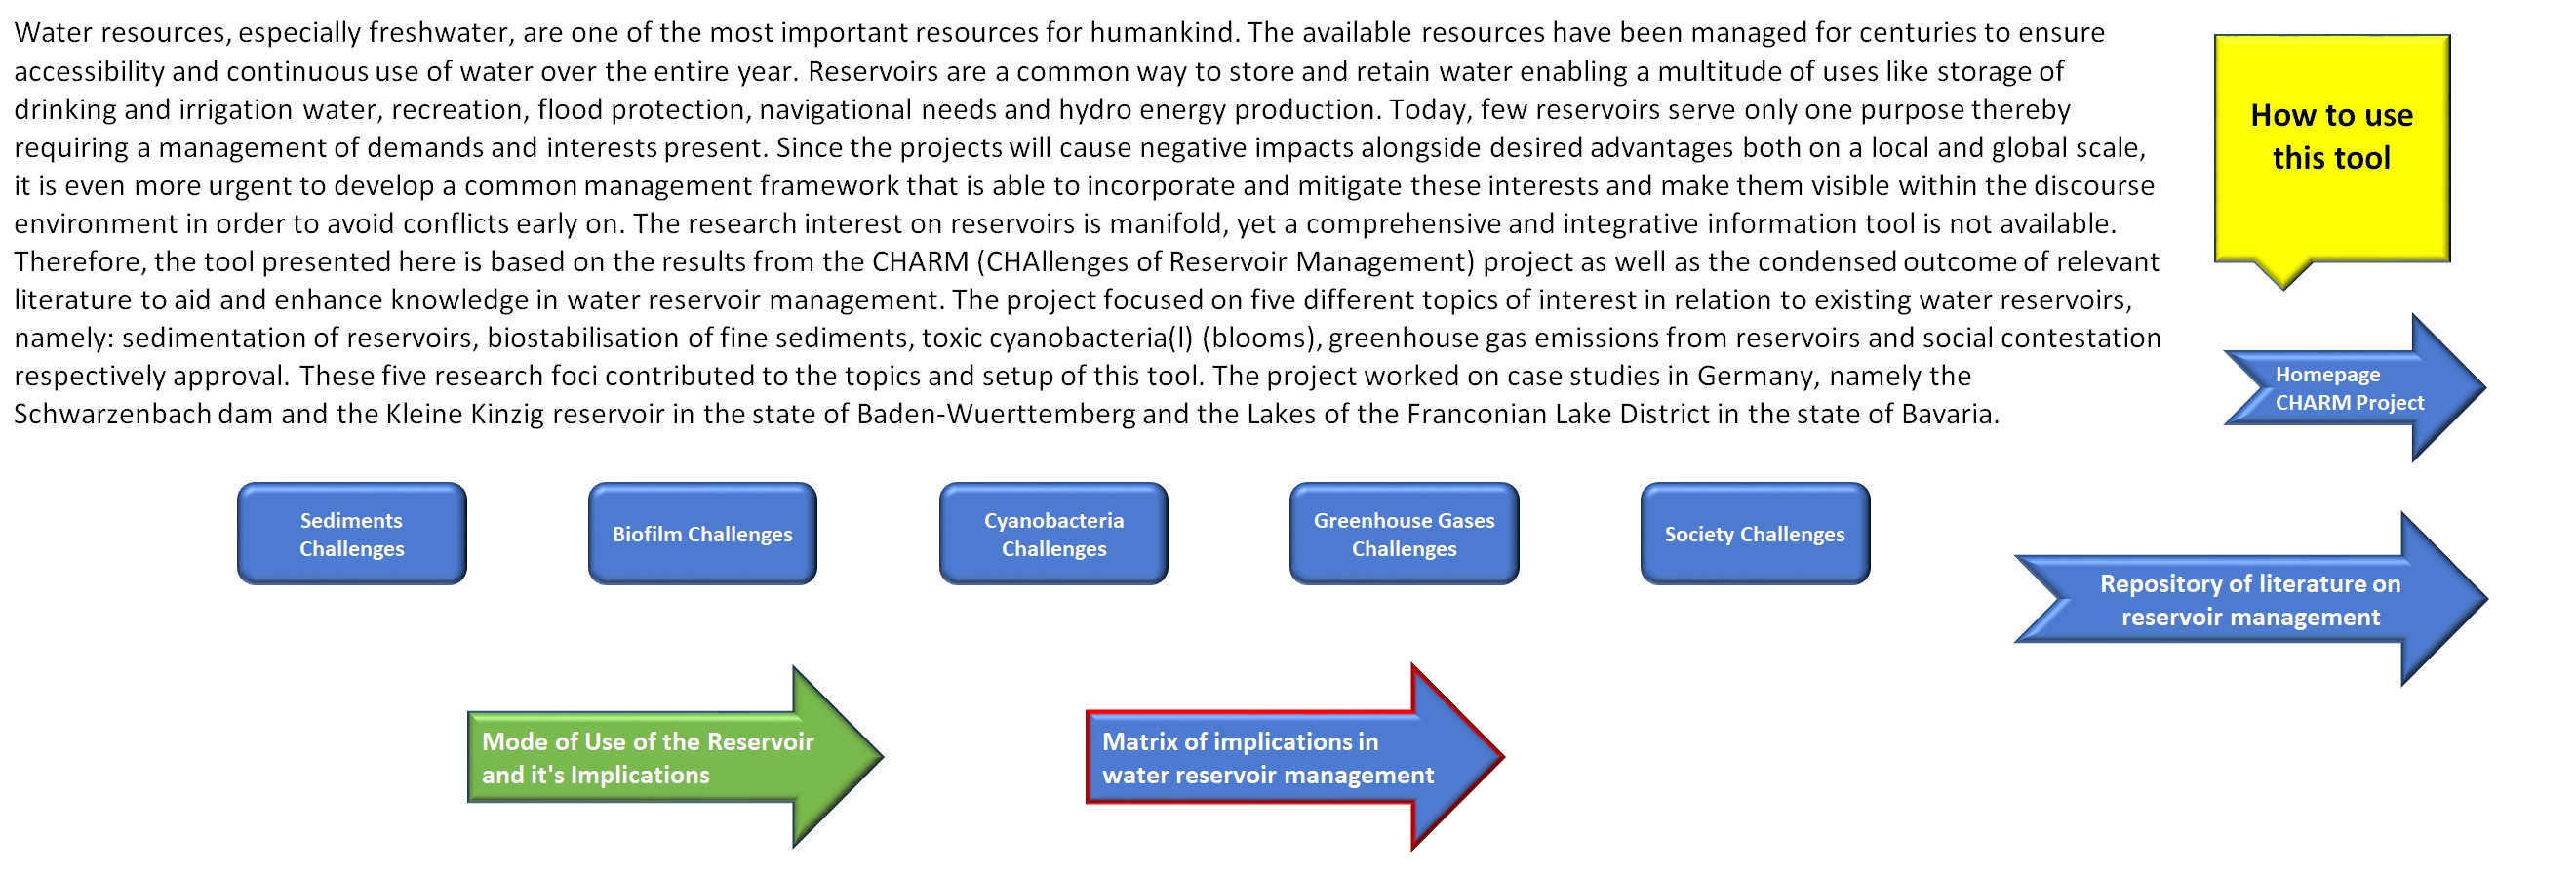 Water resources, especially freshwater, are one of the most important resources for humankind. The available resources have been managed for centuries to ensure
accessibility and continuous use of water over the entire year. Reservoirs are a common way to store and retain water enabling a multitude of uses like storage of
drinking and irrigation water, recreation, flood protection, navigational needs and hydro energy production. Today, few reservoirs serve only one purpose thereby
requiring a management of demands and interests present. Since the projects will cause negative impacts alongside desired advantages both on a local and global scale,
it is even more urgent to develop a common management framework that is able to incorporate and mitigate these interests and make them visible within the discourse
environment in order to avoid conflicts early on. The research interest on reservoirs is manifold, yet a comprehensive and integrative information tool is not available.
Therefore, the tool presented here is based on the results from the CHARM (CHAllenges of Reservoir Management) project as well as the condensed outcome of relevant
literature to aid and enhance knowledge in water reservoir management. The project focused on five different topics of interest in relation to existing water reservoirs,
namely: sedimentation of reservoirs, biostabilisation of fine sediments, toxic cyanobacteria(l) (blooms), greenhouse gas emissions from reservoirs and social contestation
respectively approval. These five research foci contributed to the topics and setup of this tool. The project worked on case studies in Germany, namely the
Schwarzenbach dam and the Kleine Kinzig reservoir in the state of Baden-Wuerttemberg and the Lakes of the Franconian Lake District in the state of Bavaria.
How to use
this tool
Homepage
CHARM Project
Sediments
Challenges
Biofilm Challenges
Cyanobacteria
Challenges
Greenhouse Gases
Challenges
Society Challenges
Repository of literature on
reservoir management
Mode of Use of the Reservoir
and it's Implications
Matrix of implications in
water reservoir management